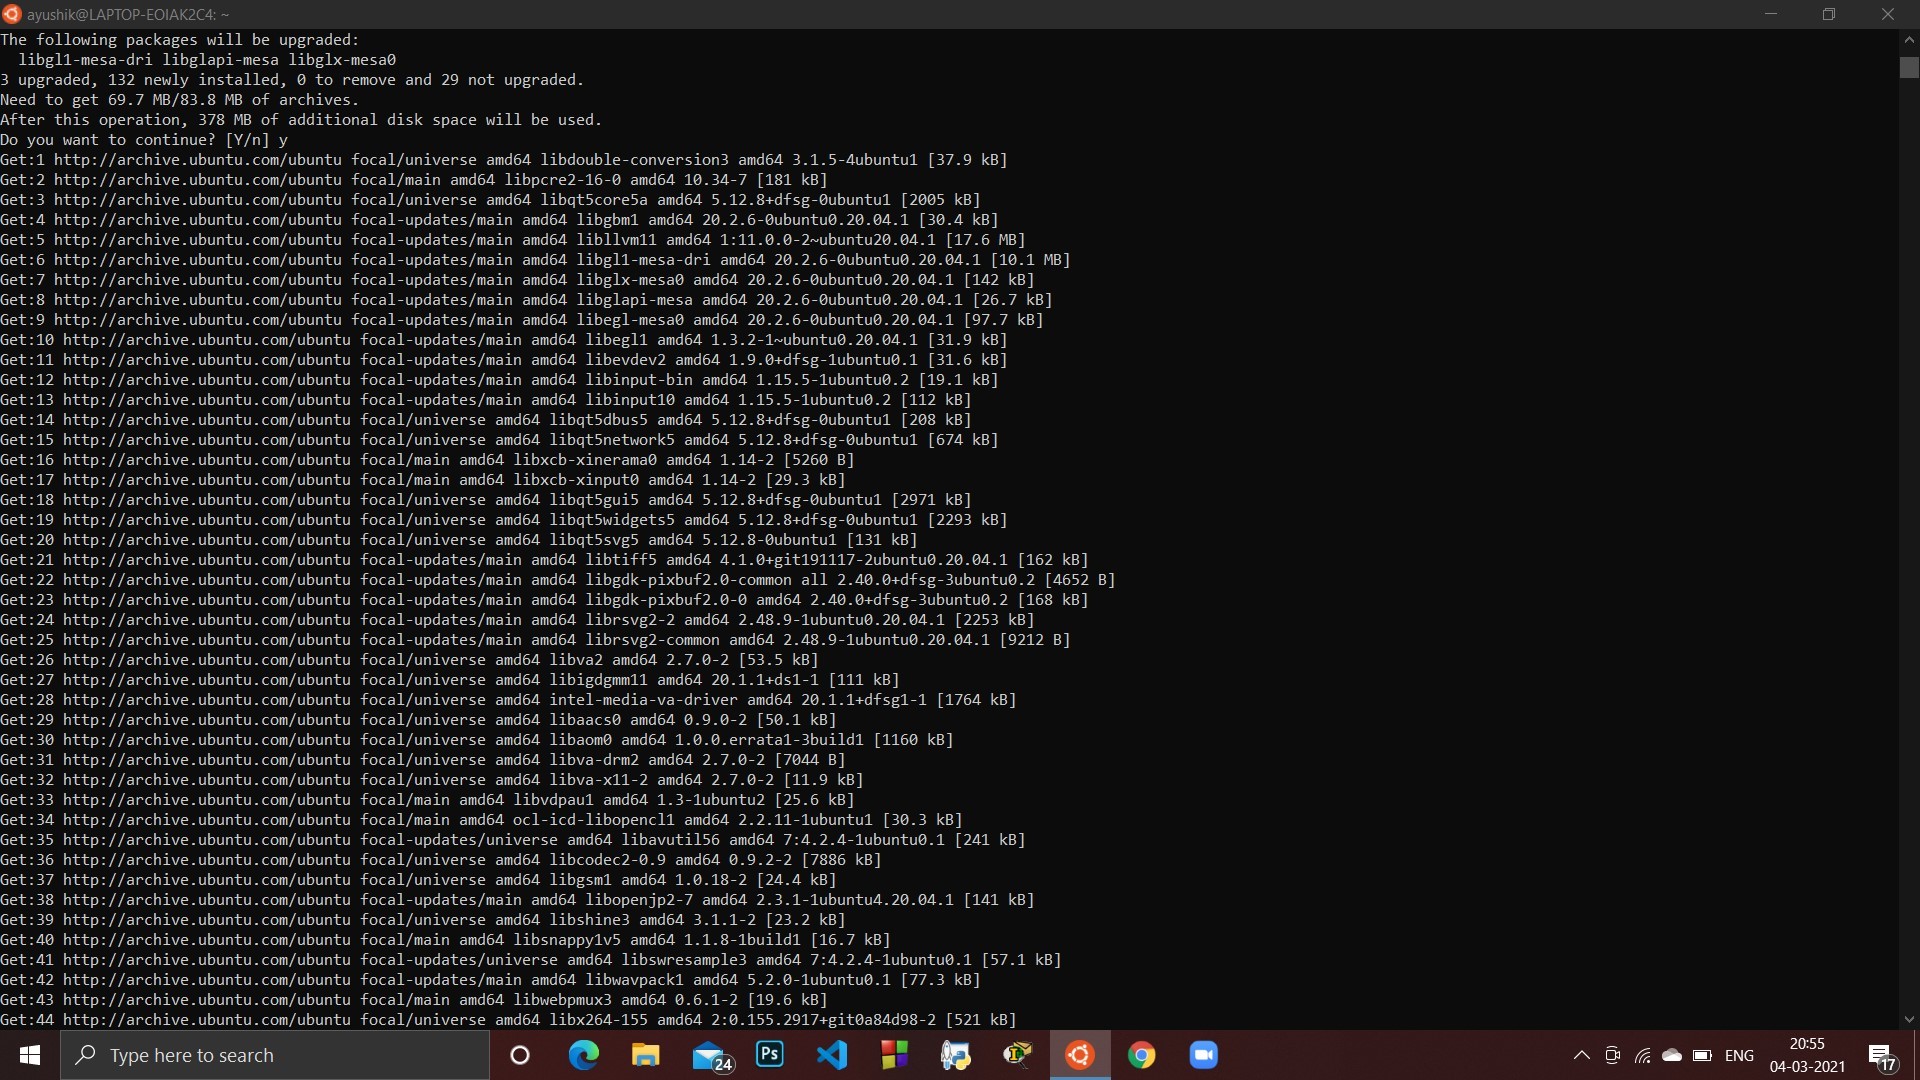 ayushik@LAPTOP-EOIAK2C4: ~
The following packages will be upgraded:
  libgl1-mesa-dri libglapi-mesa libglx-mesa0
3 upgraded, 132 newly installed, 0 to remove and 29 not upgraded.
Need to get 69.7 MB/83.8 MB of archives.
After this operation, 378 MB of additional disk space will be used.
Do you want to continue? [Y/n] y
Get:1 http://archive.ubuntu.com/ubuntu focal/universe amd64 libdouble-conversion3 amd64 3.1.5-4ubuntu1 [37.9 kB]
Get:2 http://archive.ubuntu.com/ubuntu focal/main amd64 libpcre2-16-0 amd64 10.34-7 [181 kB]
Get:3 http://archive.ubuntu.com/ubuntu focal/universe amd64 libqt5core5a amd64 5.12.8+dfsg-0ubuntu1 [2005 kB]
Get:4 http://archive.ubuntu.com/ubuntu focal-updates/main amd64 libgbm1 amd64 20.2.6-0ubuntu0.20.04.1 [30.4 kB]
Get:5 http://archive.ubuntu.com/ubuntu focal-updates/main amd64 libllvm11 amd64 1:11.0.0-2~ubuntu20.04.1 [17.6 MB]
Get:6 http://archive.ubuntu.com/ubuntu focal-updates/main amd64 libgl1-mesa-dri amd64 20.2.6-0ubuntu0.20.04.1 [10.1 MB]
Get:7 http://archive.ubuntu.com/ubuntu focal-updates/main amd64 libglx-mesa0 amd64 20.2.6-0ubuntu0.20.04.1 [142 kB]
Get:8 http://archive.ubuntu.com/ubuntu focal-updates/main amd64 libglapi-mesa amd64 20.2.6-0ubuntu0.20.04.1 [26.7 kB]
Get:9 http://archive.ubuntu.com/ubuntu focal-updates/main amd64 libegl-mesa0 amd64 20.2.6-0ubuntu0.20.04.1 [97.7 kB]
Get:10 http://archive.ubuntu.com/ubuntu focal-updates/main amd64 libegl1 amd64 1.3.2-1~ubuntu0.20.04.1 [31.9 kB]
Get:11 http://archive.ubuntu.com/ubuntu focal-updates/main amd64 libevdev2 amd64 1.9.0+dfsg-1ubuntu0.1 [31.6 kB]
Get:12 http://archive.ubuntu.com/ubuntu focal-updates/main amd64 libinput-bin amd64 1.15.5-1ubuntu0.2 [19.1 kB]
Get:13 http://archive.ubuntu.com/ubuntu focal-updates/main amd64 libinput10 amd64 1.15.5-1ubuntu0.2 [112 kB]
Get:14 http://archive.ubuntu.com/ubuntu focal/universe amd64 libqt5dbus5 amd64 5.12.8+dfsg-0ubuntu1 [208 kB]
Get:15 http://archive.ubuntu.com/ubuntu focal/universe amd64 libqt5network5 amd64 5.12.8+dfsg-0ubuntu1 [674 kB]
Get:16 http://archive.ubuntu.com/ubuntu focal/main amd64 libxcb-xinerama0 amd64 1.14-2 [5260 B]
Get:17 http://archive.ubuntu.com/ubuntu focal/main amd64 libxcb-xinput0 amd64 1.14-2 [29.3 kB]
Get:18 http://archive.ubuntu.com/ubuntu focal/universe amd64 libqt5gui5 amd64 5.12.8+dfsg-0ubuntu1 [2971 kB]
Get:19 http://archive.ubuntu.com/ubuntu focal/universe amd64 libqt5widgets5 amd64 5.12.8+dfsg-0ubuntu1 [2293 kB]
Get:20 http://archive.ubuntu.com/ubuntu focal/universe amd64 libqt5svg5 amd64 5.12.8-0ubuntu1 [131 kB]
Get:21 http://archive.ubuntu.com/ubuntu focal-updates/main amd64 libtiff5 amd64 4.1.0+git191117-2ubuntu0.20.04.1 [162 kB]
Get:22 http://archive.ubuntu.com/ubuntu focal-updates/main amd64 libgdk-pixbuf2.0-common all 2.40.0+dfsg-3ubuntu0.2 [4652 B]
Get:23 http://archive.ubuntu.com/ubuntu focal-updates/main amd64 libgdk-pixbuf2.0-0 amd64 2.40.0+dfsg-3ubuntu0.2 [168 kB]
Get:24 http://archive.ubuntu.com/ubuntu focal-updates/main amd64 librsvg2-2 amd64 2.48.9-1ubuntu0.20.04.1 [2253 kB]
Get:25 http://archive.ubuntu.com/ubuntu focal-updates/main amd64 librsvg2-common amd64 2.48.9-1ubuntu0.20.04.1 [9212 B]
Get:26 http://archive.ubuntu.com/ubuntu focal/universe amd64 libva2 amd64 2.7.0-2 [53.5 kB]
Get:27 http://archive.ubuntu.com/ubuntu focal/universe amd64 libigdgmm11 amd64 20.1.1+ds1-1 [111 kB]
Get:28 http://archive.ubuntu.com/ubuntu focal/universe amd64 intel-media-va-driver amd64 20.1.1+dfsg1-1 [1764 kB]
Get:29 http://archive.ubuntu.com/ubuntu focal/universe amd64 libaacs0 amd64 0.9.0-2 [50.1 kB]
Get:30 http://archive.ubuntu.com/ubuntu focal/universe amd64 libaom0 amd64 1.0.0.errata1-3build1 [1160 kB]
Get:31 http://archive.ubuntu.com/ubuntu focal/universe amd64 libva-drm2 amd64 2.7.0-2 [7044 B]
Get:32 http://archive.ubuntu.com/ubuntu focal/universe amd64 libva-x11-2 amd64 2.7.0-2 [11.9 kB]
Get:33 http://archive.ubuntu.com/ubuntu focal/main amd64 libvdpau1 amd64 1.3-1ubuntu2 [25.6 kB]
Get:34 http://archive.ubuntu.com/ubuntu focal/main amd64 ocl-icd-libopencl1 amd64 2.2.11-1ubuntu1 [30.3 kB]
Get:35 http://archive.ubuntu.com/ubuntu focal-updates/universe amd64 libavutil56 amd64 7:4.2.4-1ubuntu0.1 [241 kB]
Get:36 http://archive.ubuntu.com/ubuntu focal/universe amd64 libcodec2-0.9 amd64 0.9.2-2 [7886 kB]
Get:37 http://archive.ubuntu.com/ubuntu focal/universe amd64 libgsm1 amd64 1.0.18-2 [24.4 kB]
Get:38 http://archive.ubuntu.com/ubuntu focal-updates/main amd64 libopenjp2-7 amd64 2.3.1-1ubuntu4.20.04.1 [141 kB]
Get:39 http://archive.ubuntu.com/ubuntu focal/universe amd64 libshine3 amd64 3.1.1-2 [23.2 kB]
Get:40 http://archive.ubuntu.com/ubuntu focal/main amd64 libsnappy1v5 amd64 1.1.8-1build1 [16.7 kB]
Get:41 http://archive.ubuntu.com/ubuntu focal-updates/universe amd64 libswresample3 amd64 7:4.2.4-1ubuntu0.1 [57.1 kB]
Get:42 http://archive.ubuntu.com/ubuntu focal-updates/main amd64 libwavpack1 amd64 5.2.0-1ubuntu0.1 [77.3 kB]
Get:43 http://archive.ubuntu.com/ubuntu focal/main amd64 libwebpmux3 amd64 0.6.1-2 [19.6 kB]
Get:44 http://archive.ubuntu.com/ubuntu focal/universe amd64 libx264-155 amd64 2:0.155.2917+git0a84d98-2 [521 kB]
Type here to search
24
Ps
ENG
20:55
04-03-2021
17